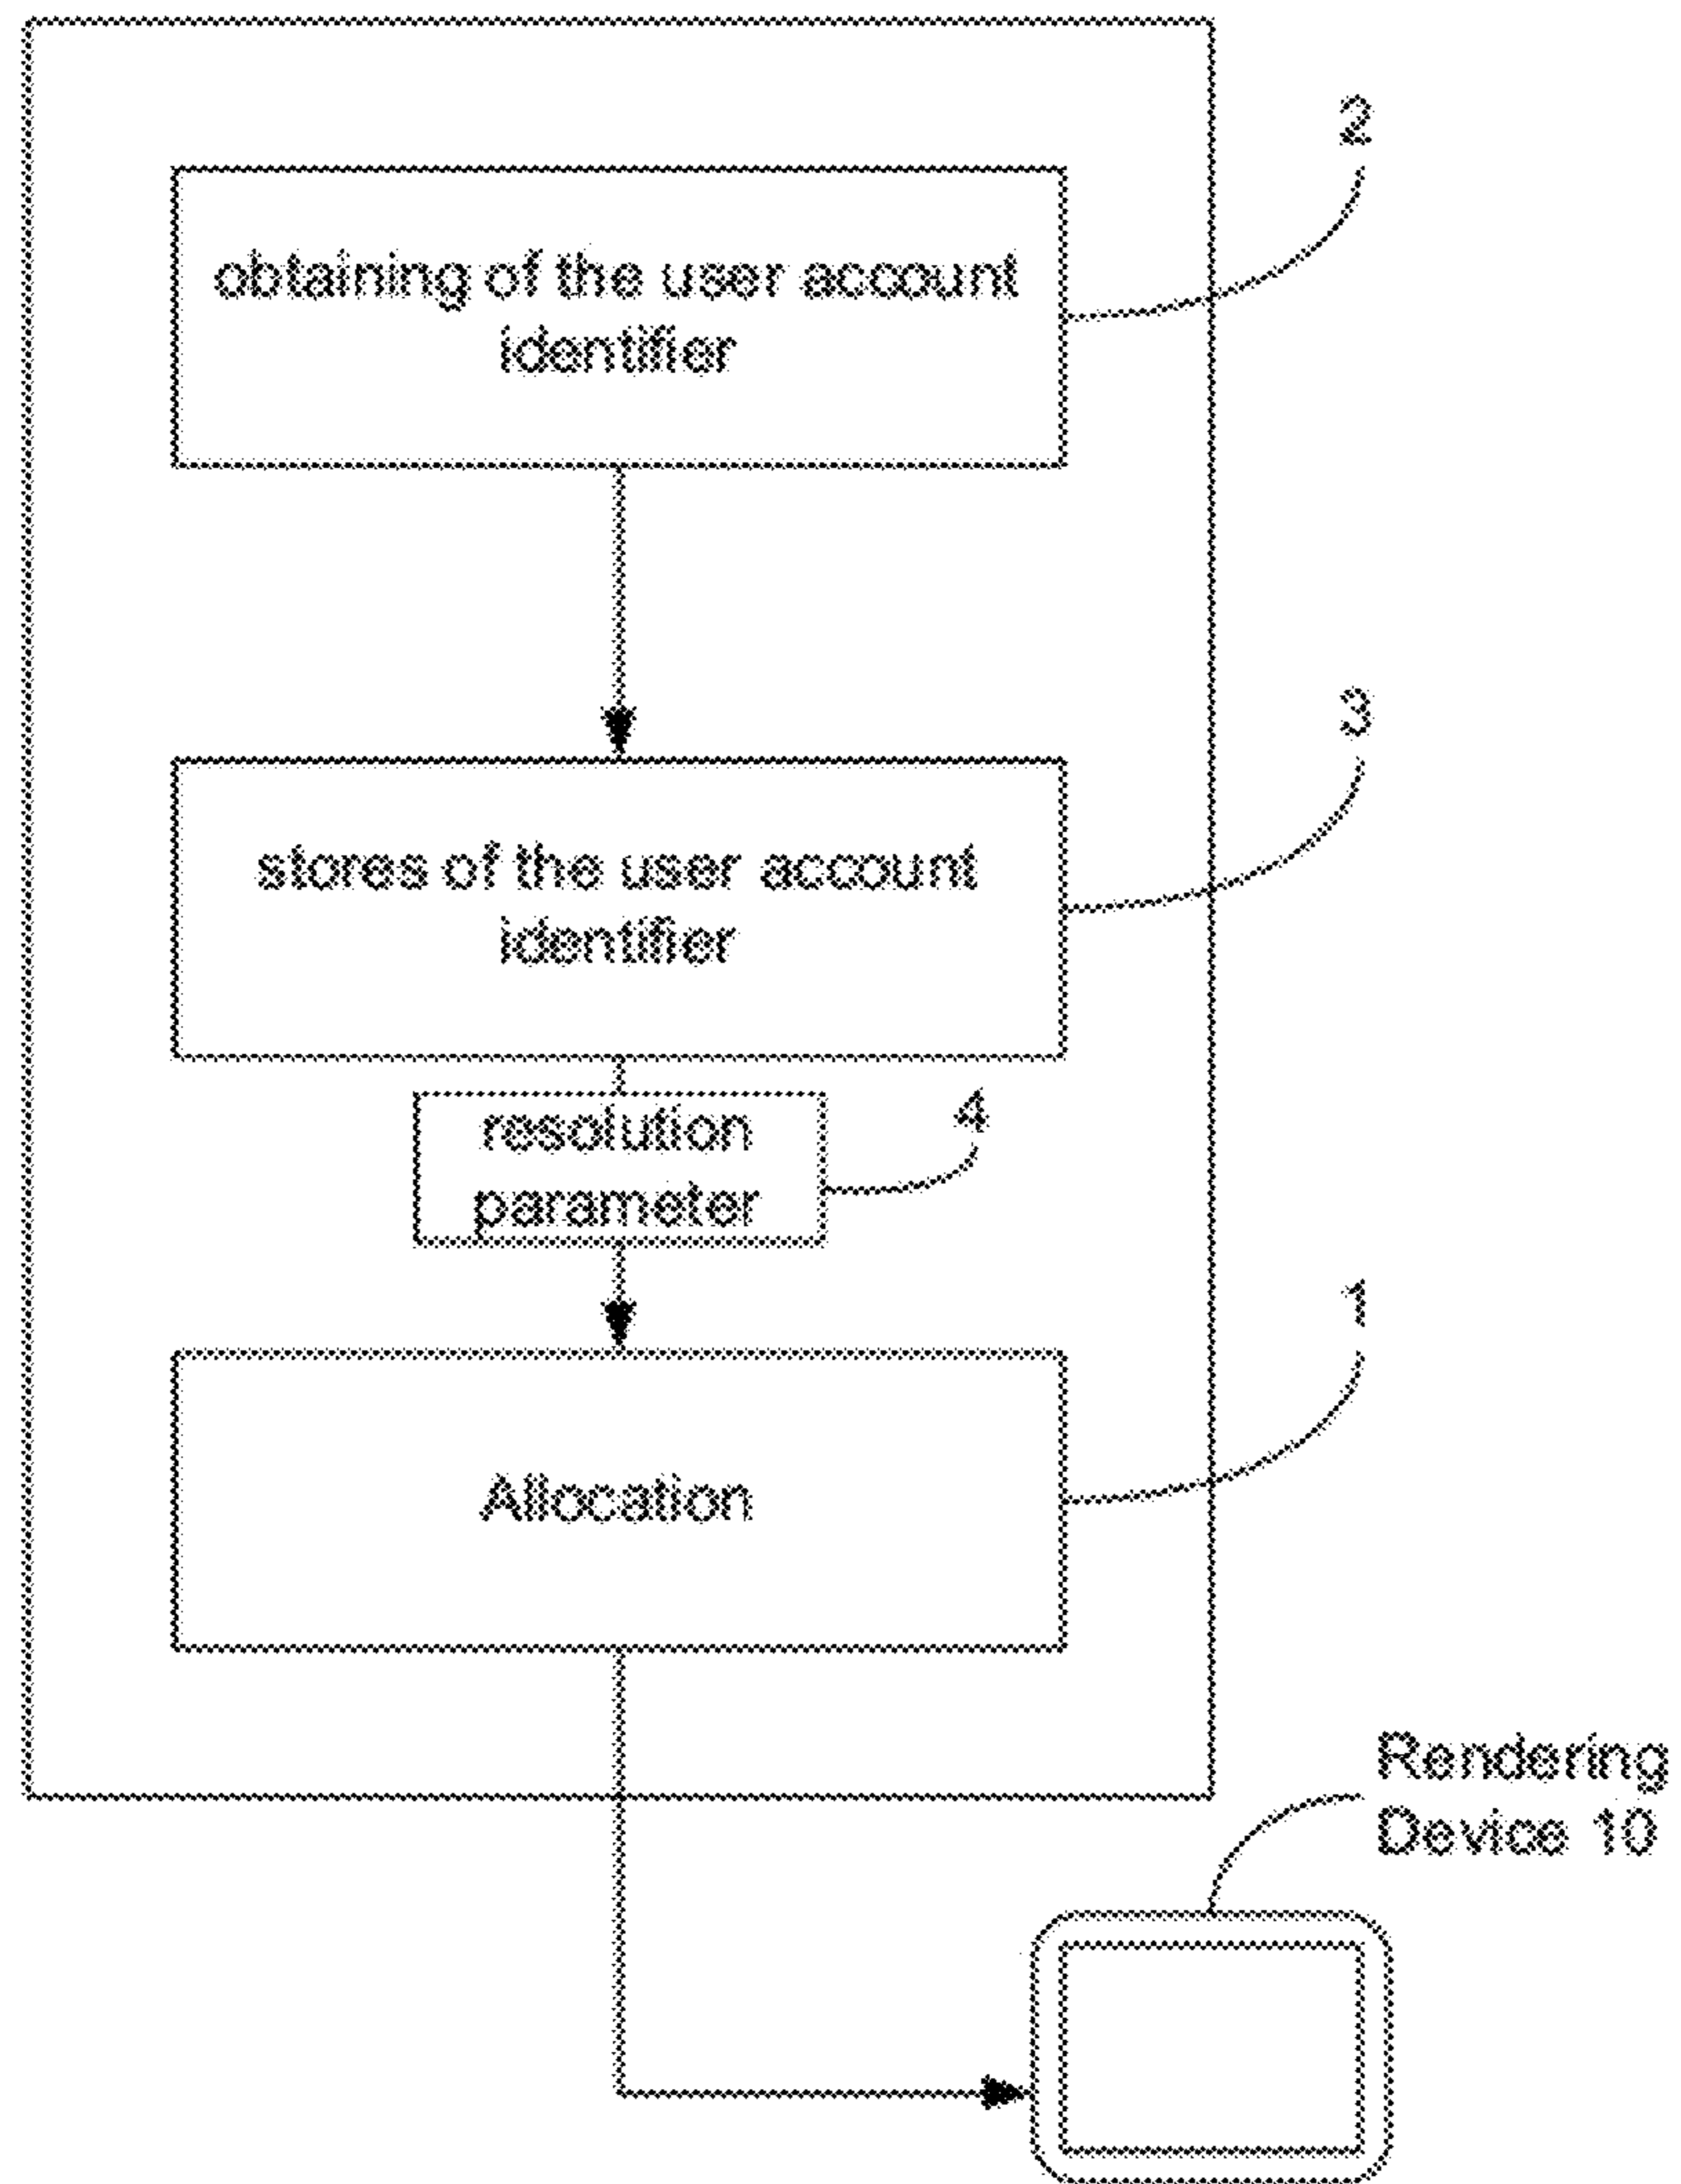 2
obtaining of the user account
identifier
3
stores of the user account
identifier
4
resolution
parameter
1
Allocation
Rendering
Device 10